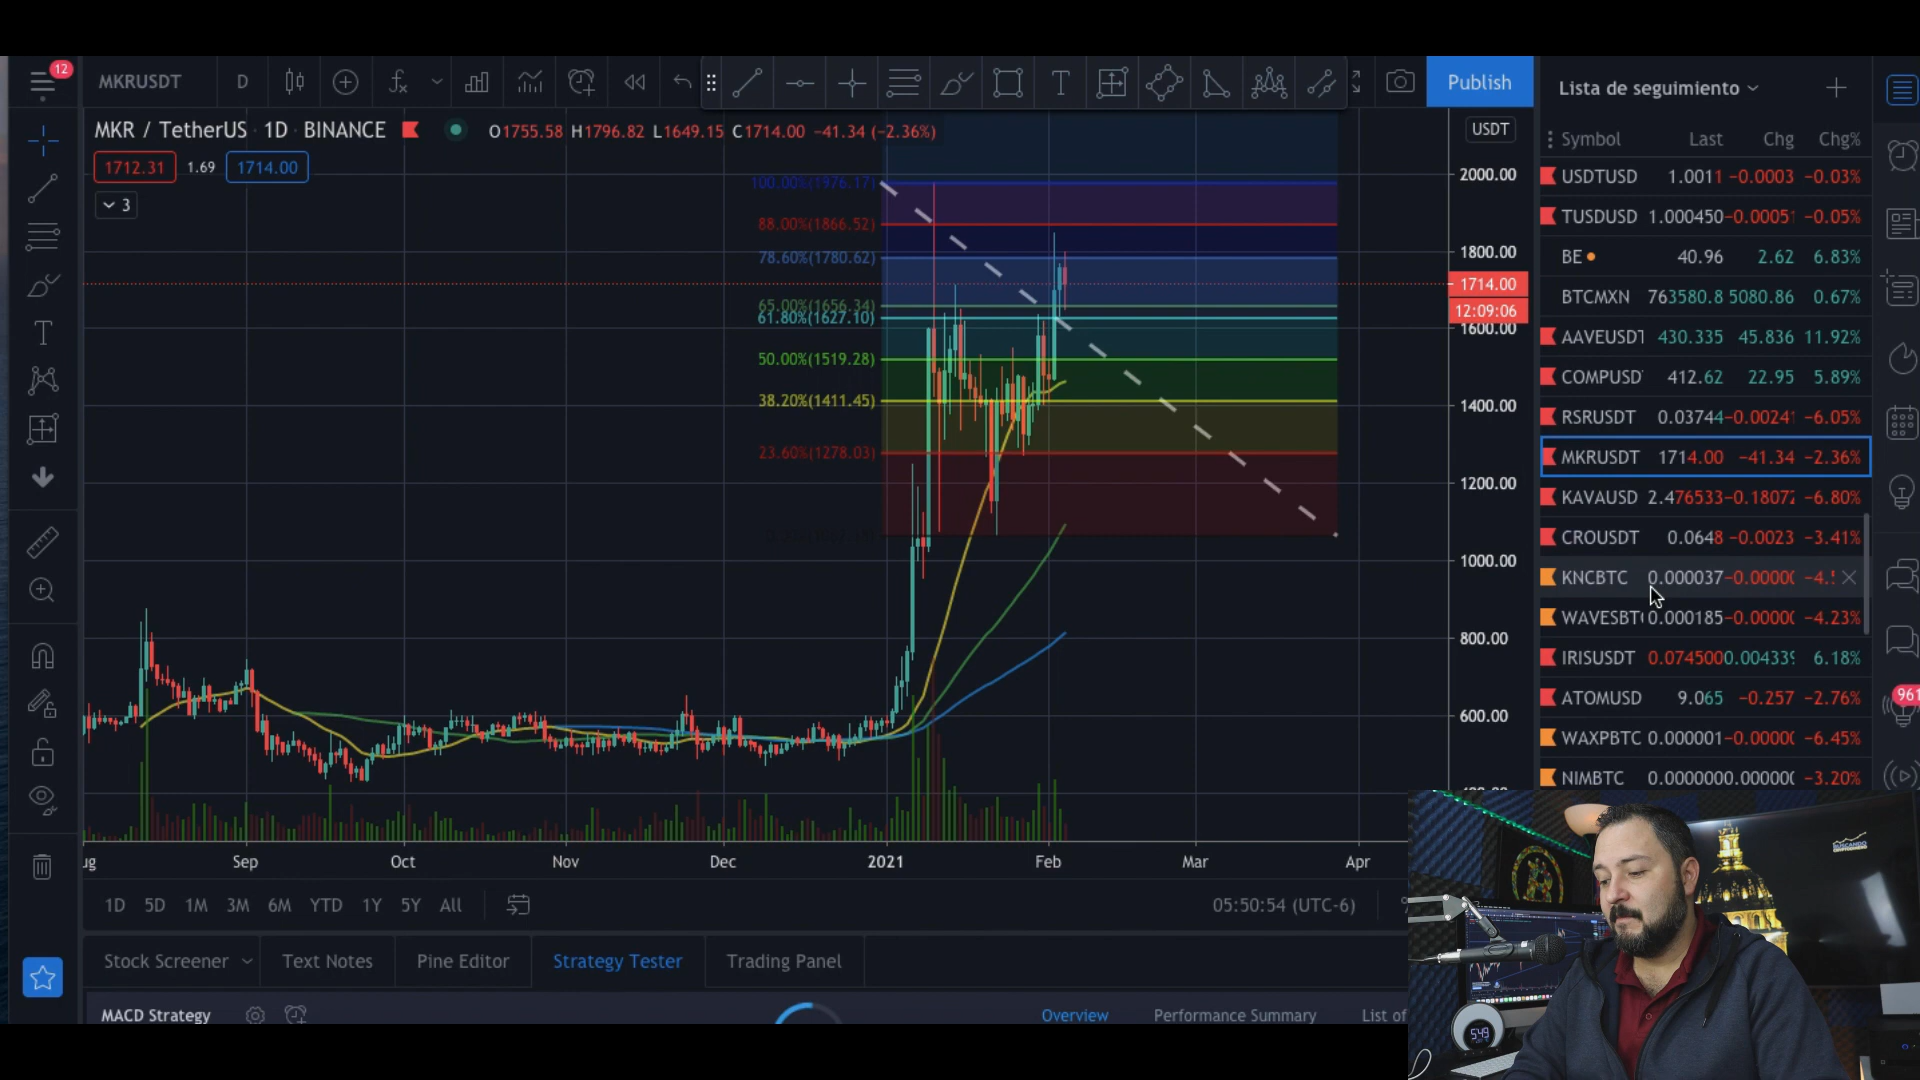 12
MKRUSDT D Publish
MKR / TetherUS 1D BINANCE O1755.58 H1796.82 L1649.15 C1714.00 −41.34 (−2.36%)
1712.31 1.69 1714.00
3
100.00%(1976.17)
88.00%(1866.52)
78.60%(1780.62)
65.00%(1656.34)
61.80%(1627.10)
50.00%(1519.28)
38.20%(1411.45)
23.60%(1278.03)
USDT
2000.00
1800.00
1714.00
12:09:06
1600.00
1400.00
1200.00
1000.00
800.00
600.00
ug Sep Oct Nov Dec 2021 Feb Mar Apr
1D 5D 1M 3M 6M YTD 1Y 5Y All 05:50:54 (UTC-6)
Stock Screener Text Notes Pine Editor Strategy Tester Trading Panel
MACD Strategy Overview Performance Summary List of
Lista de seguimiento
Symbol Last Chg Chg%
USDTUSD 1.0011 −0.0003 −0.03%
TUSDUSD 1.000450 −0.00051 −0.05%
BE 40.96 2.62 6.83%
BTCMXN 763580.8 5080.86 0.67%
AAVEUSDT 430.335 45.836 11.92%
COMPUSD 412.62 22.95 5.89%
RSRUSDT 0.03744 −0.00241 −6.05%
MKRUSDT 1714.00 −41.34 −2.36%
KAVAUSD 2.476533 −0.18072 −6.80%
CROUSDT 0.0648 −0.0023 −3.41%
KNCBTC 0.000037 −0.0000 −4.
WAVESBT 0.000185 −0.0000 −4.23%
IRISUSDT 0.074500 0.004339 6.18%
ATOMUSD 9.065 −0.257 −2.76%
WAXPBTC 0.000001 −0.0000 −6.45%
NIMBTC 0.000000 0.00000 −3.20%
961
549